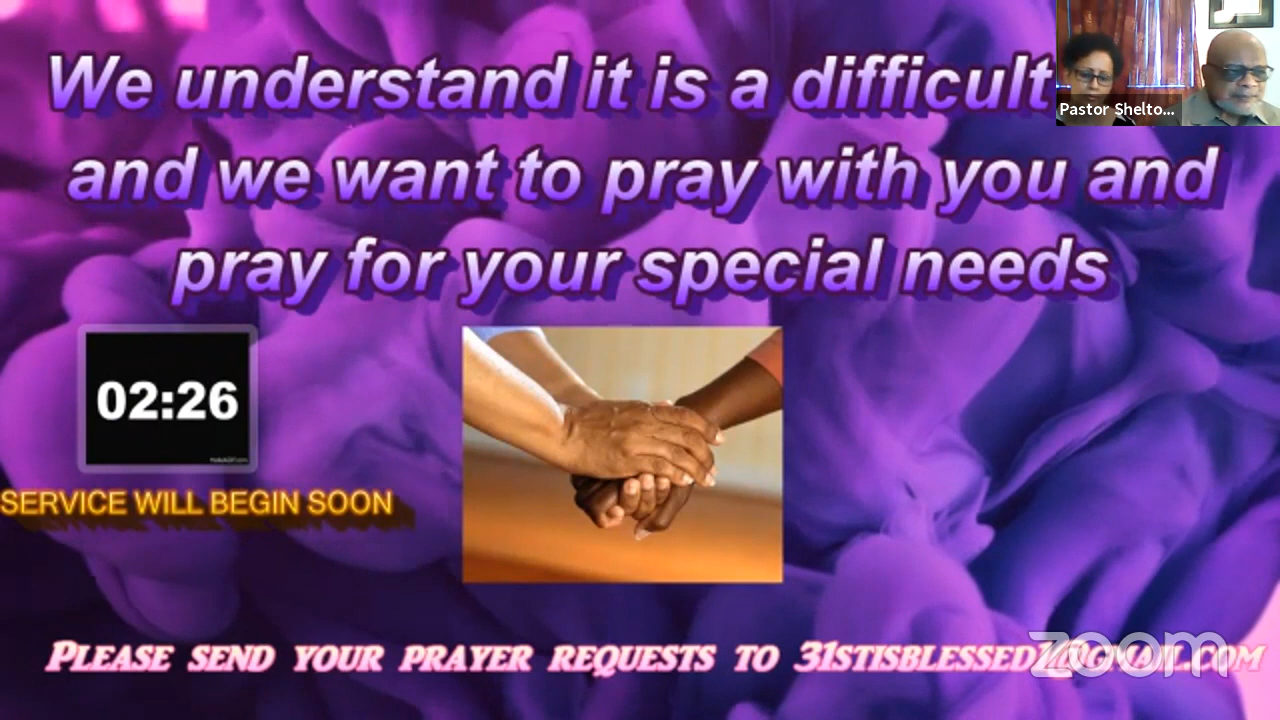 We understand it is a difficult
Pastor Shelto...
and we want to pray with you and
pray for your special needs
02:26
SERVICE WILL BEGIN SOON
PLEASE SEND YOUR PRAYER REQUESTS TO
zoom